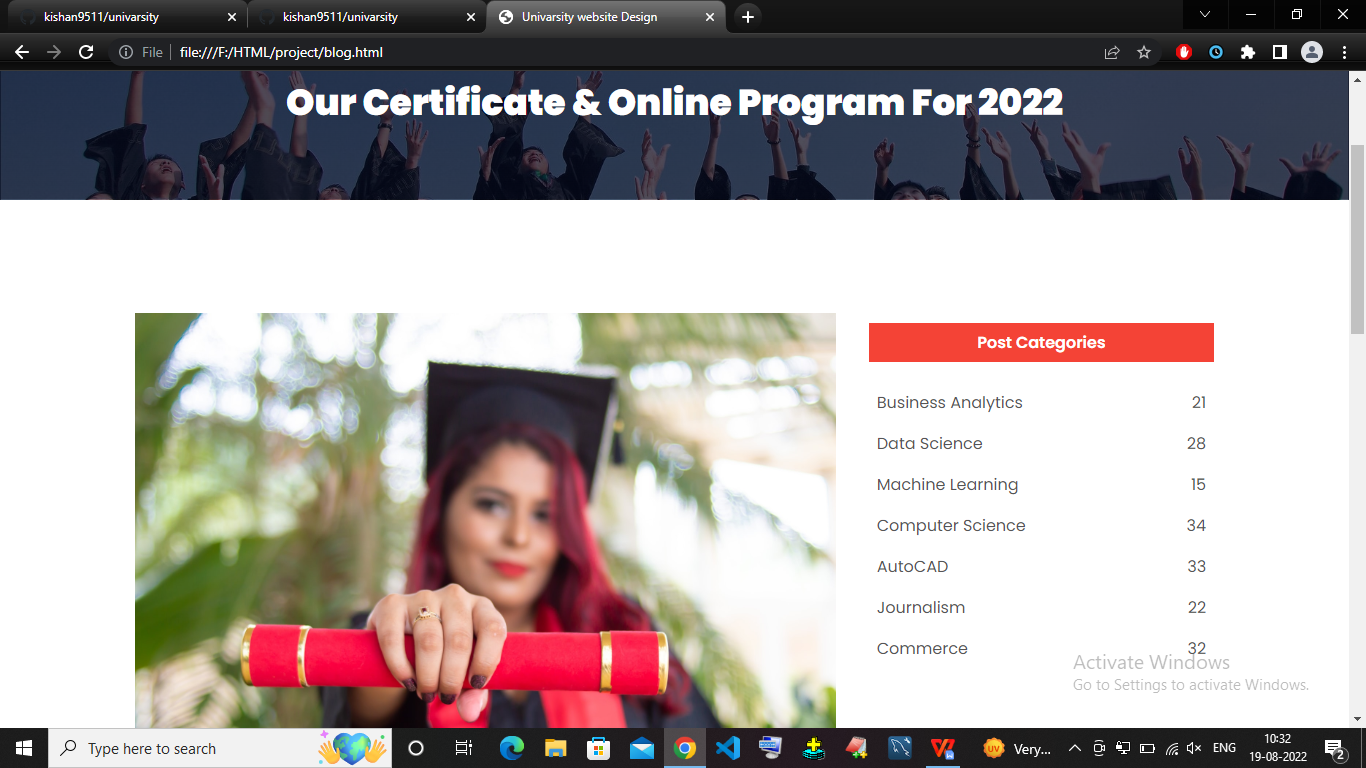 kishan9511/univarsity
kishan9511/univarsity
Univarsity website Design
File
file:///F:/HTML/project/blog.html
Our Certificate & Online Program For 2022
Post Categories
Business Analytics 21
Data Science 28
Machine Learning 15
Computer Science 34
AutoCAD 33
Journalism 22
Commerce 32
Activate Windows
Go to Settings to activate Windows.
Type here to search
UV
Very...
ENG
10:32
19-08-2022
2